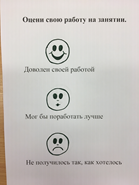 Оцени свою работу на занятии.
Доволен своей работой
Мог бы поработать лучше
Не получилось так, как хотелось